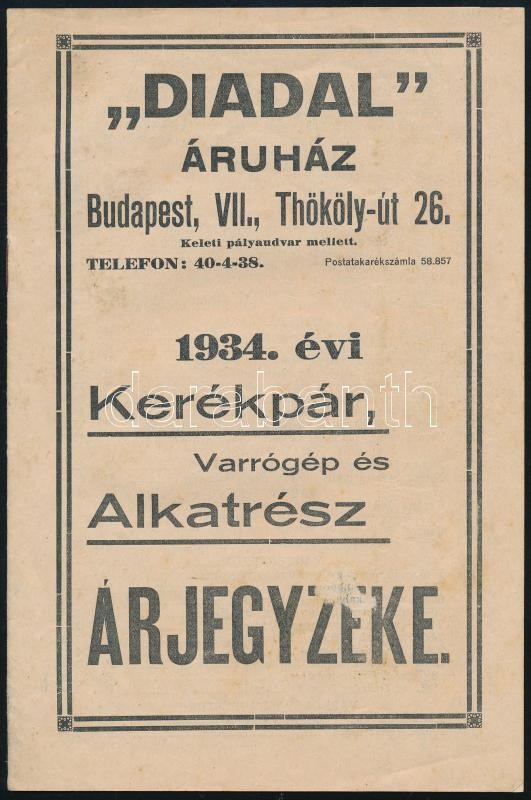 „DIADAL”
ÁRUHÁZ
Budapest, VII., Thököly-út 26.
Keleti pályaudvar mellett.
TELEFON: 40-4-38. Postatakarékszámla 58.857
1934. évi
Kerékpár,
darabanth
Varrógép és
Alkatrész
ÁRJEGYZÉKE.